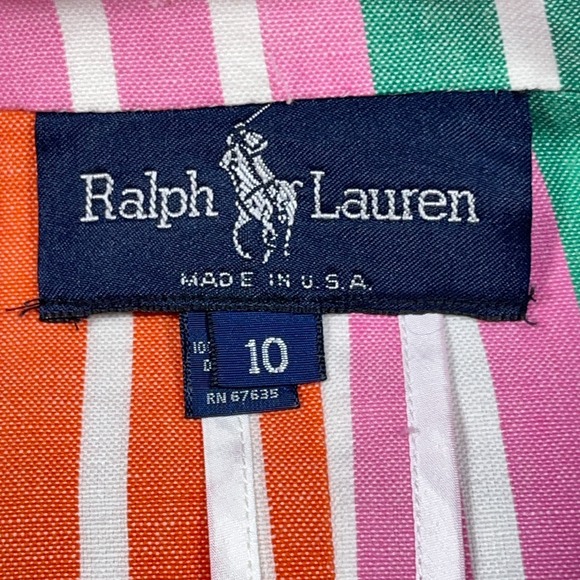 Ralph Lauren
MADE IN U.S.A.
10
RN 67635